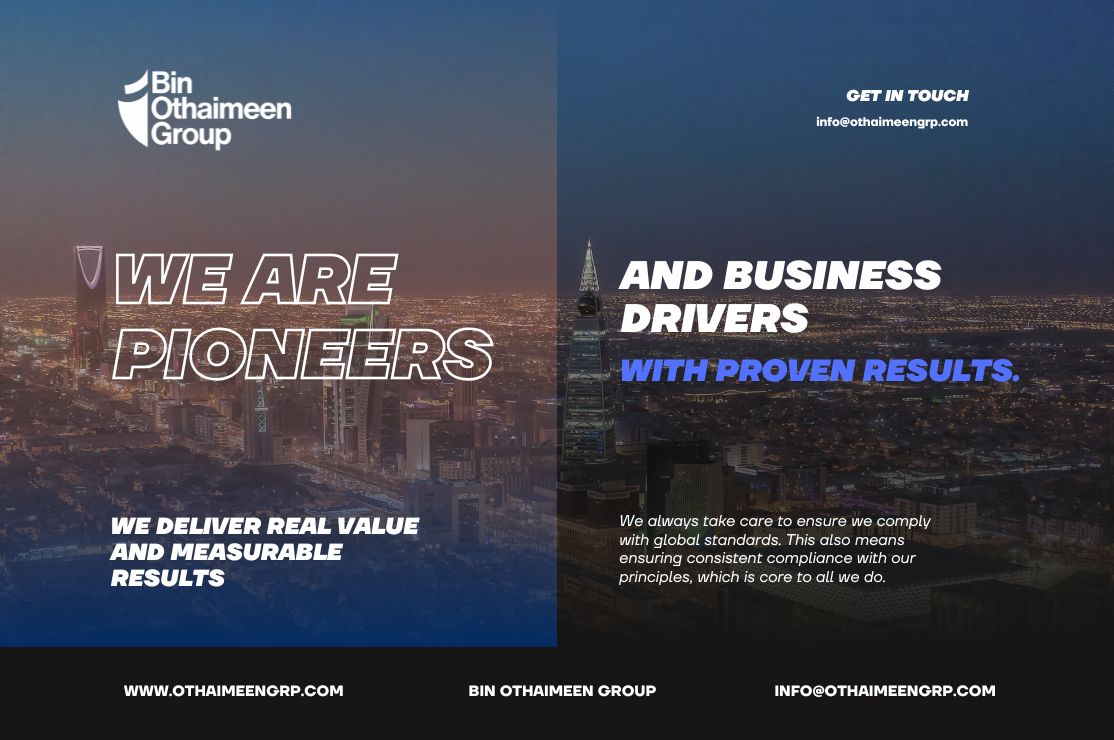 Bin
Othaimeen
Group
GET IN TOUCH
info@othaimeengrp.com
WE ARE
PIONEERS
AND BUSINESS
DRIVERS
WITH PROVEN RESULTS.
WE DELIVER REAL VALUE
AND MEASURABLE
RESULTS
We always take care to ensure we comply
with global standards. This also means
ensuring consistent compliance with our
principles, which is core to all we do.
WWW.OTHAIMEENGRP.COM
BIN OTHAIMEEN GROUP
INFO@OTHAIMEENGRP.COM